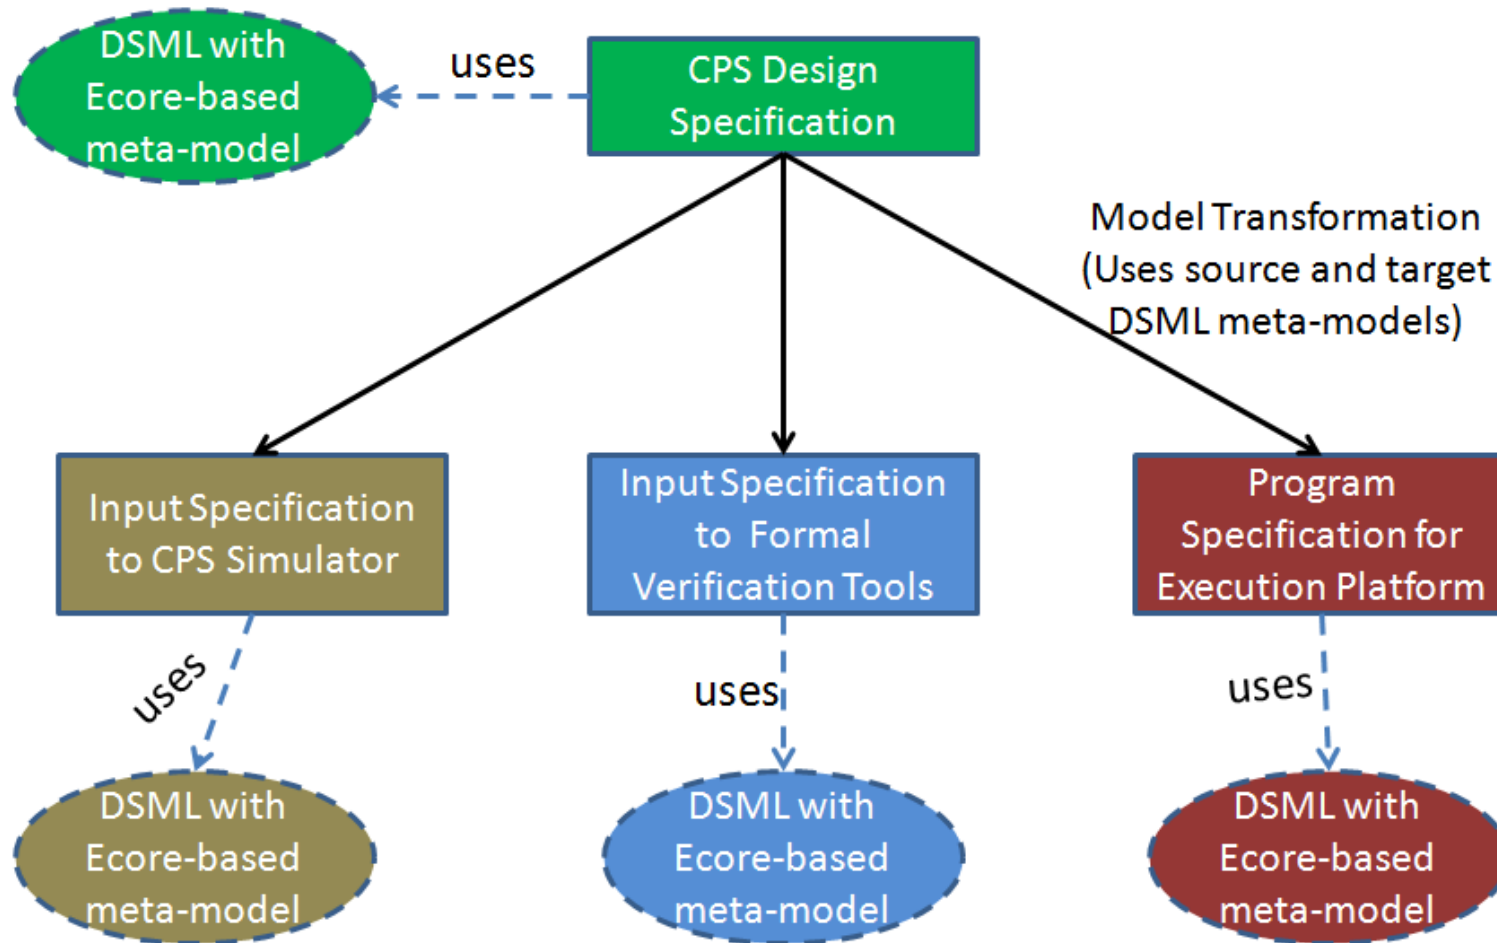 DSML with
Ecore-based
meta-model
uses
CPS Design
Specification
Model Transformation
(Uses source and target
DSML meta-models)
Input Specification
to CPS Simulator
Input Specification
to Formal
Verification Tools
Program
Specification for
Execution Platform
uses
uses
uses
DSML with
Ecore-based
meta-model
DSML with
Ecore-based
meta-model
DSML with
Ecore-based
meta-model